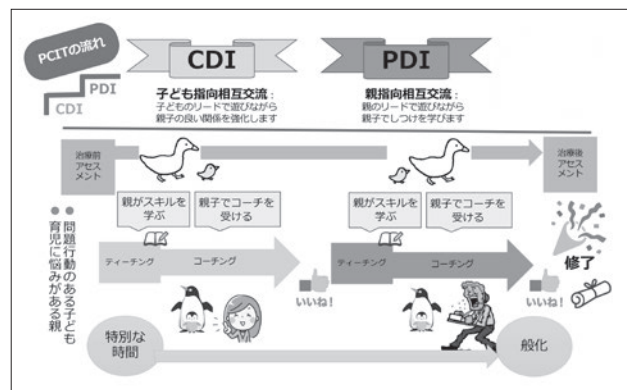 PCITの流れ
PDI
CDI
CDI
子ども指向相互交流：
子どものリードで遊びながら
親子の良い関係を強化します
PDI
親指向相互交流：
親のリードで遊びながら
親子でしつけを学びます
治療前
アセス
メント
治療後
アセス
メント
親がスキルを
学ぶ
親子でコーチを
受ける
親がスキルを
学ぶ
親子でコーチを
受ける
●問題行動のある子ども
●育児に悩みがある親
ティーチング
コーチング
いいね！
ティーチング
コーチング
いいね！
修了
特別な
時間
般化